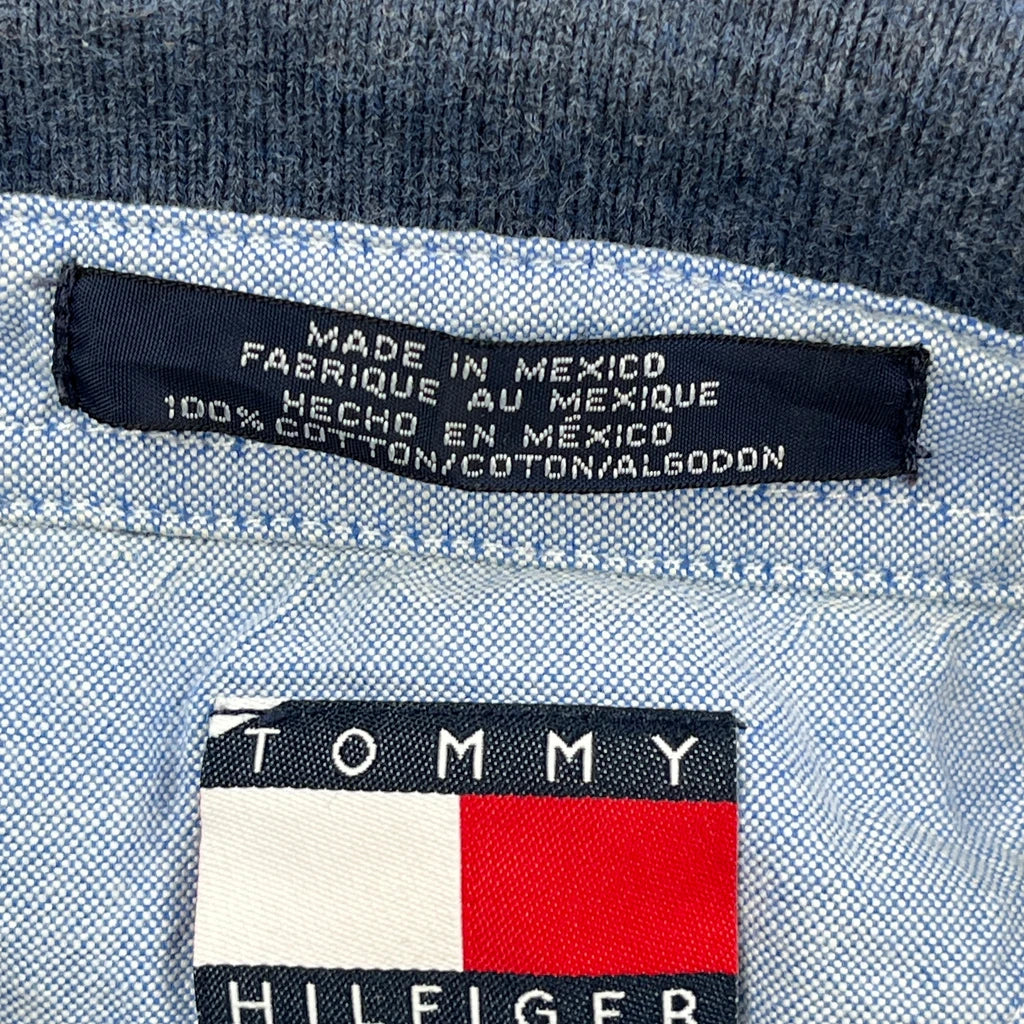 MADE IN MEXICO
FABRIQUE AU MEXIQUE
HECHO EN MÉXICO
100% COTTON/COTON/ALGODON
TOMMY
HILFIGER